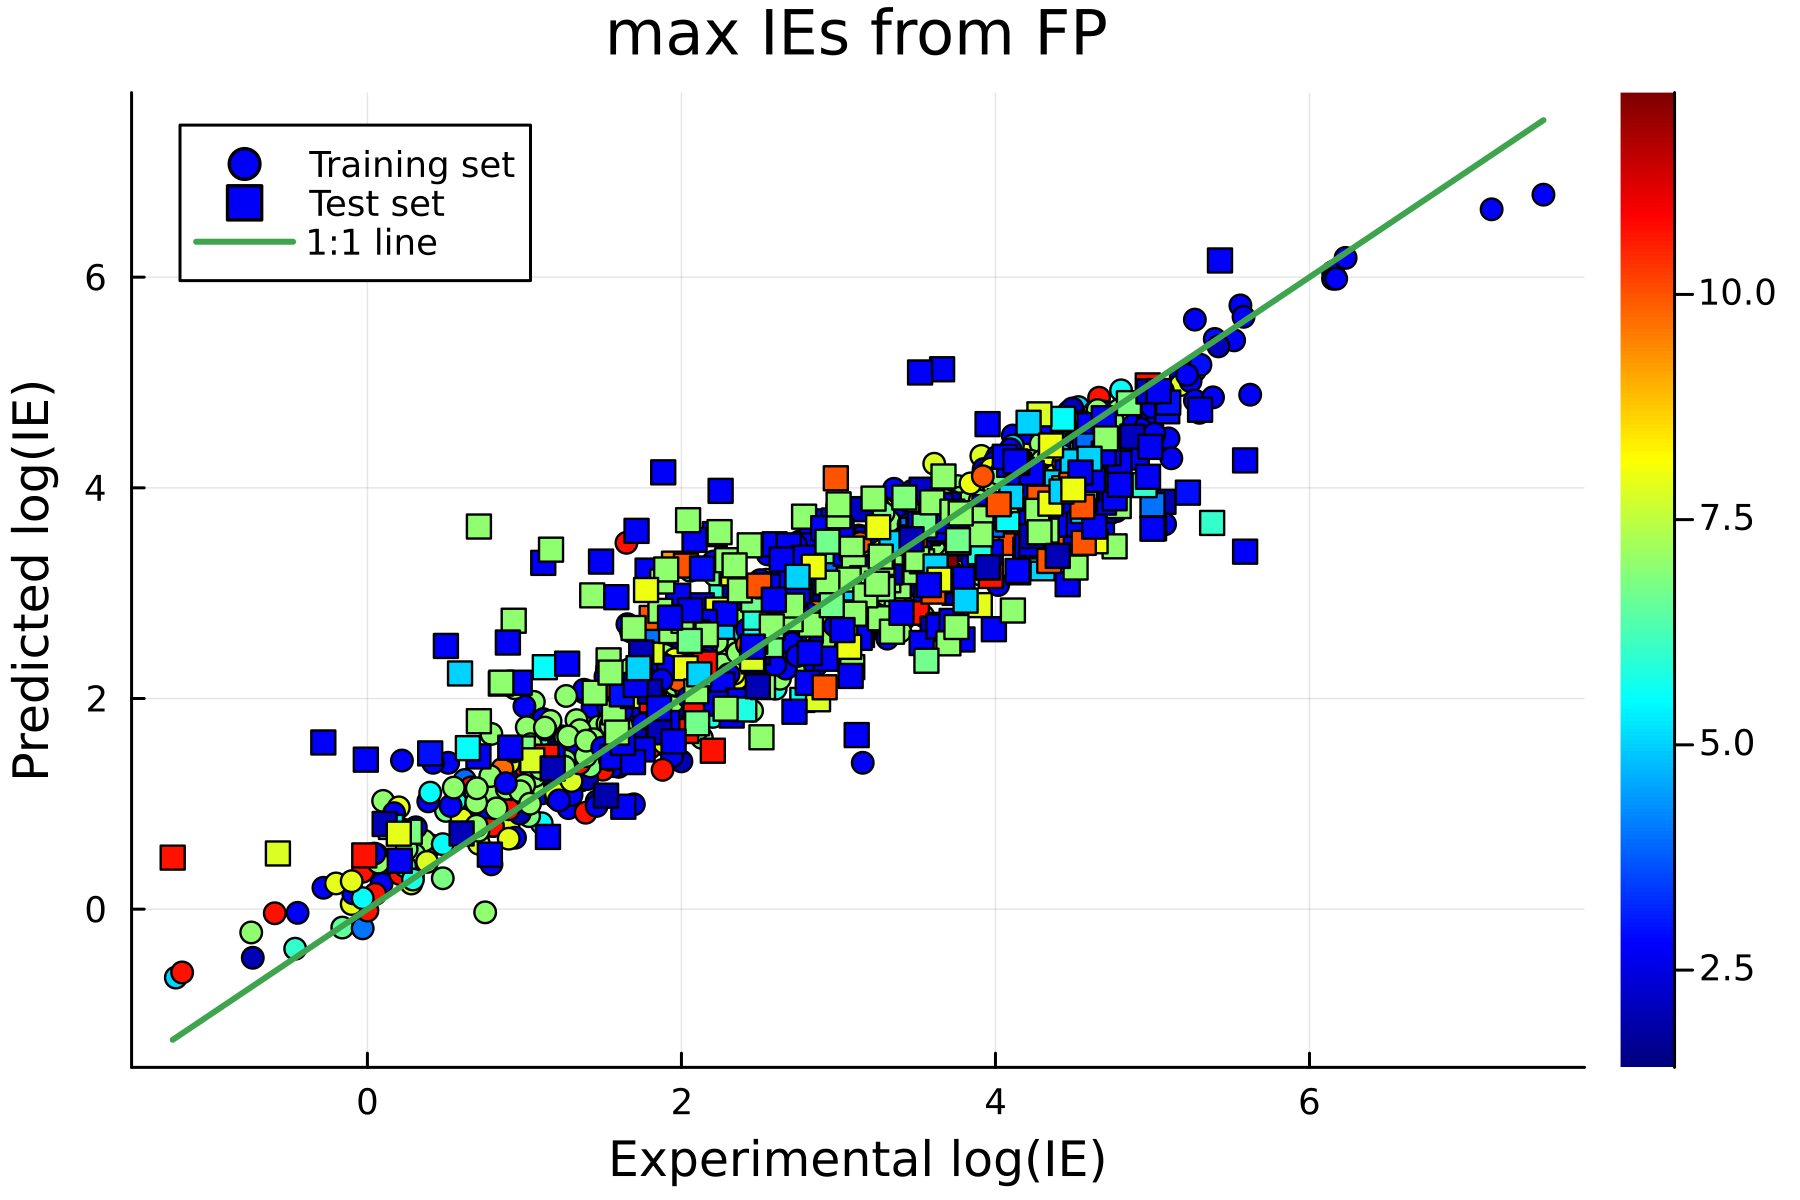 max IEs from FP
Training set
Test set
1:1 line
Predicted log(IE)
6
4
2
0
0
2
4
6
Experimental log(IE)
10.0
7.5
5.0
2.5